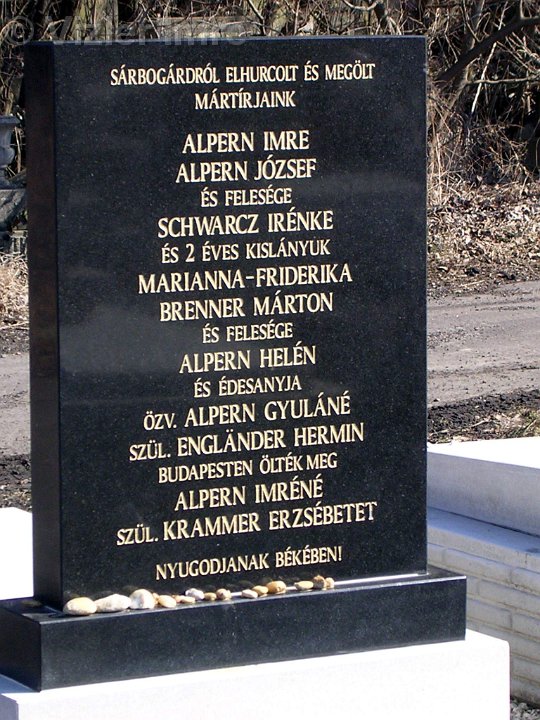 © Vizler Imre
SÁRBOGÁRDRÓL ELHURCOLT ÉS MEGÖLT
MÁRTÍRJAINK
ALPERN IMRE
ALPERN JÓZSEF
ÉS FELESÉGE
SCHWARCZ IRÉNKE
ÉS 2 ÉVES KISLÁNYUK
MARIANNA-FRIDERIKA
BRENNER MÁRTON
ÉS FELESÉGE
ALPERN HELÉN
ÉS ÉDESANYJA
ÖZV. ALPERN GYULÁNÉ
SZÜL. ENGLÄNDER HERMIN
BUDAPESTEN ÖLTÉK MEG
ALPERN IMRÉNÉ
SZÜL. KRAMMER ERZSÉBETET
NYUGODJANAK BÉKÉBEN!